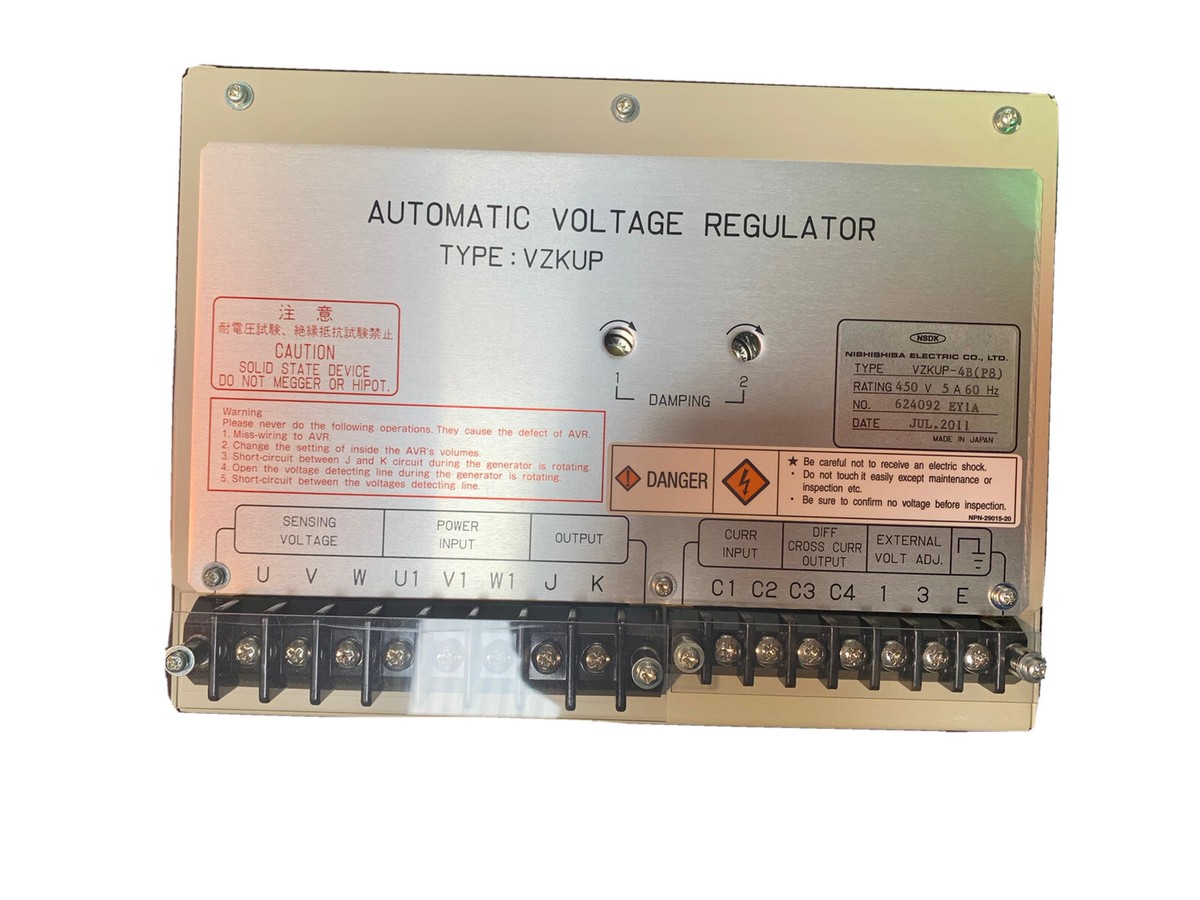 AUTOMATIC VOLTAGE REGULATOR
TYPE : VZKUP
注 意
耐電圧試験、絶縁抵抗試験禁止
CAUTION
SOLID STATE DEVICE
DO NOT MEGGER OR HIPOT.
1 2
DAMPING
NSDK
NISHISHIBA ELECTRIC CO., LTD.
TYPE VZKUP-4B(P8)
RATING 450 V 5 A 60 Hz
NO. 624092 EY1A
DATE JUL.2011
MADE IN JAPAN
Warning
Please never do the following operations. They cause the defect of AVR.
1. Miss-wiring to AVR.
2. Change the setting of inside the AVR's volumes.
3. Short-circuit between J and K circuit during the generator is rotating.
4. Open the voltage detecting line during the generator is rotating.
5. Short-circuit between the voltages detecting line.
DANGER
★ Be careful not to receive an electric shock.
・ Do not touch it easily except maintenance or
inspection etc.
・ Be sure to confirm no voltage before inspection.
NPN-29015-20
SENSING
VOLTAGE
POWER
INPUT
OUTPUT
CURR
INPUT
DIFF
CROSS CURR
OUTPUT
EXTERNAL
VOLT ADJ.
U V W U1 V1 W1 J K
C1 C2 C3 C4 1 3 E